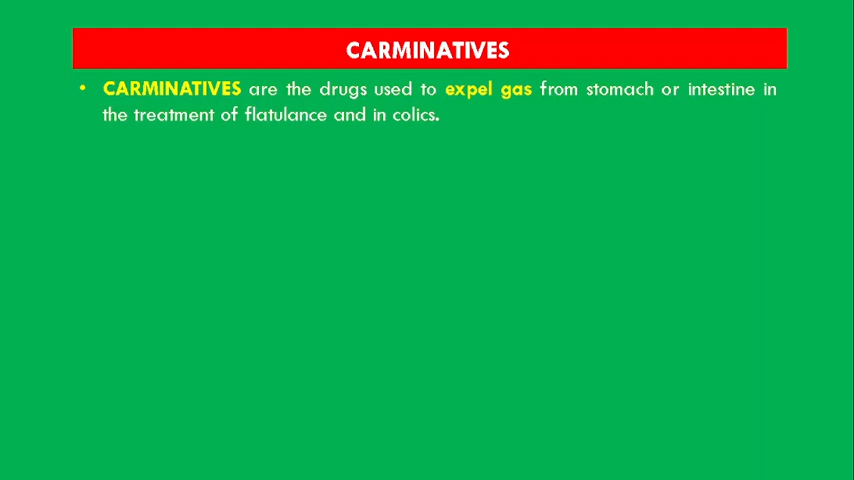 CARMINATIVES
• CARMINATIVES are the drugs used to expel gas from stomach or intestine in
the treatment of flatulance and in colics.